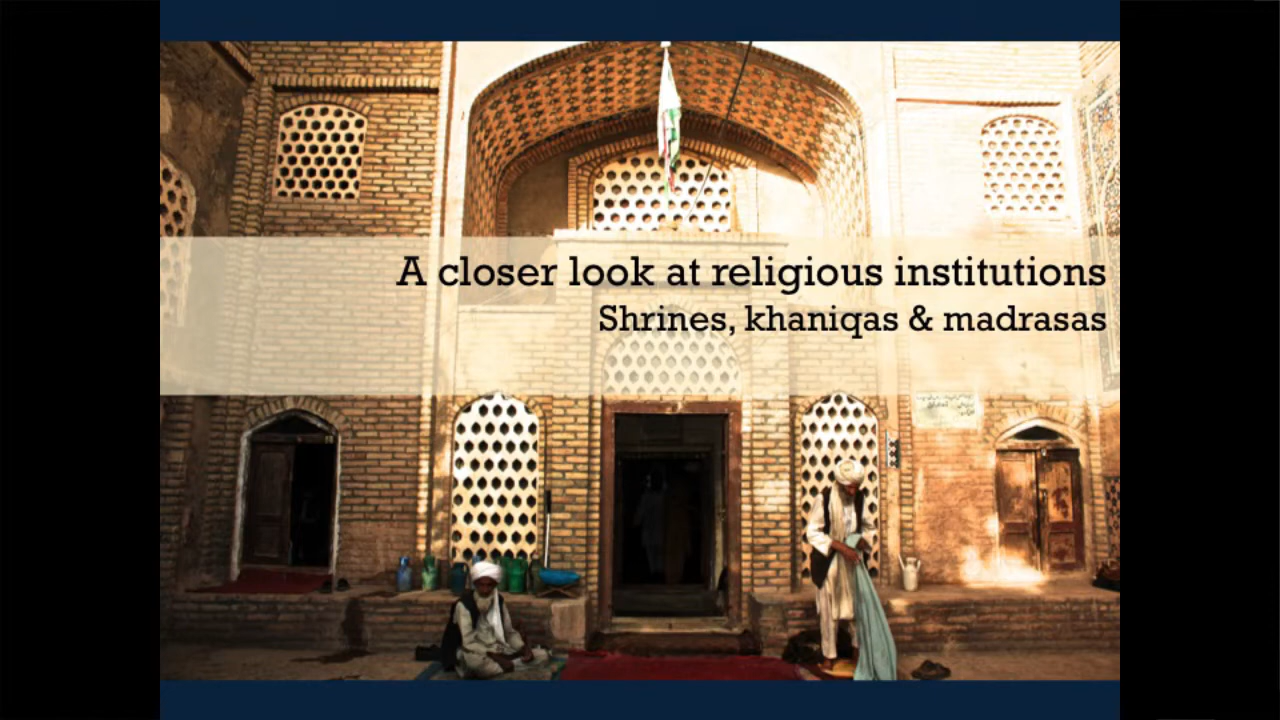 A closer look at religious institutions
Shrines, khaniqas & madrasas